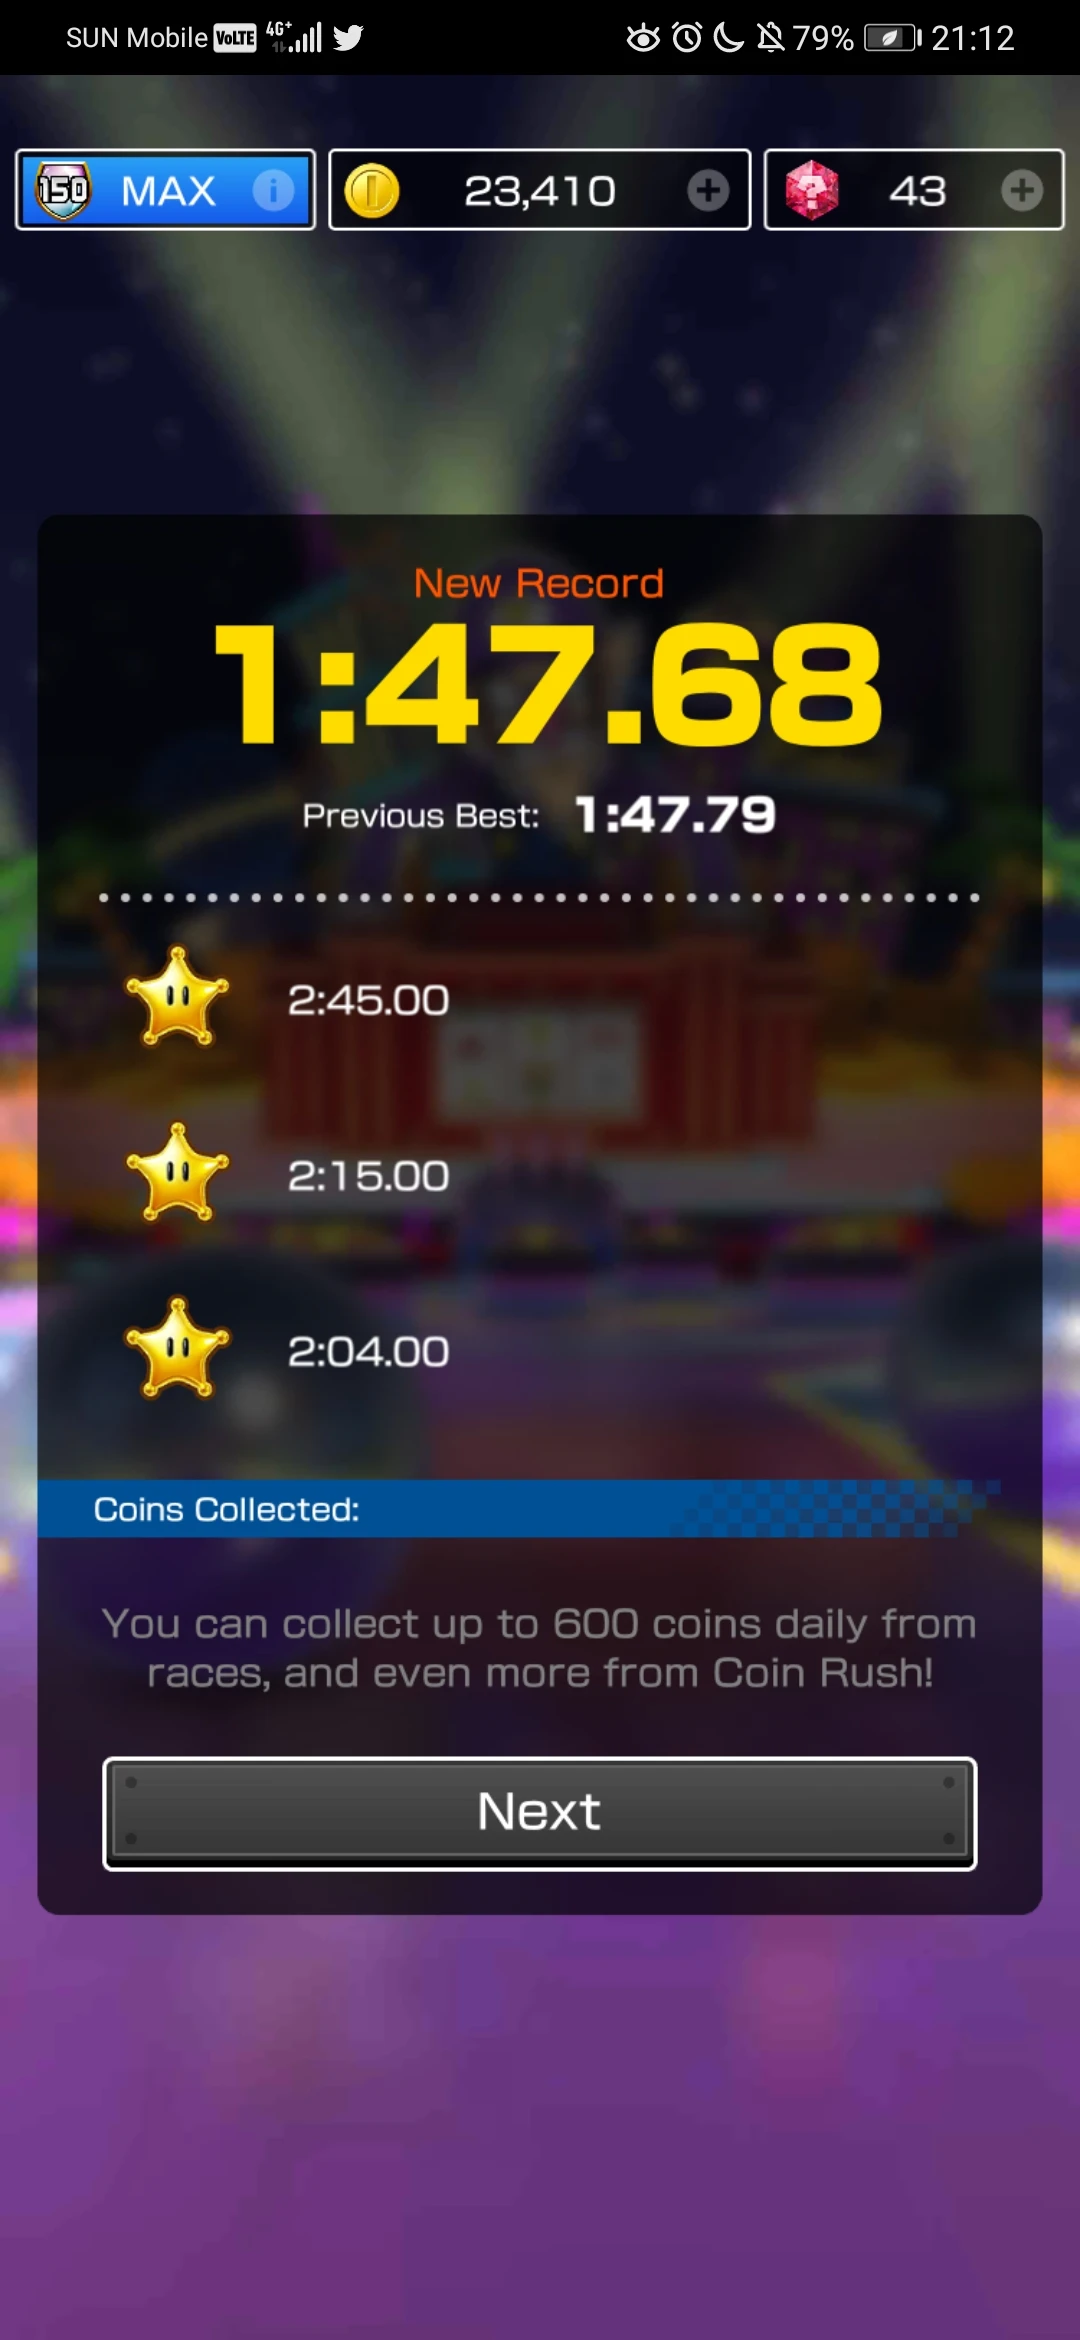 SUN Mobile VoLTE 4G+ 79% 21:12
150 MAX i 23,410 + 43 +
New Record
1:47.68
Previous Best: 1:47.79
2:45.00
2:15.00
2:04.00
Coins Collected:
You can collect up to 600 coins daily from
races, and even more from Coin Rush!
Next